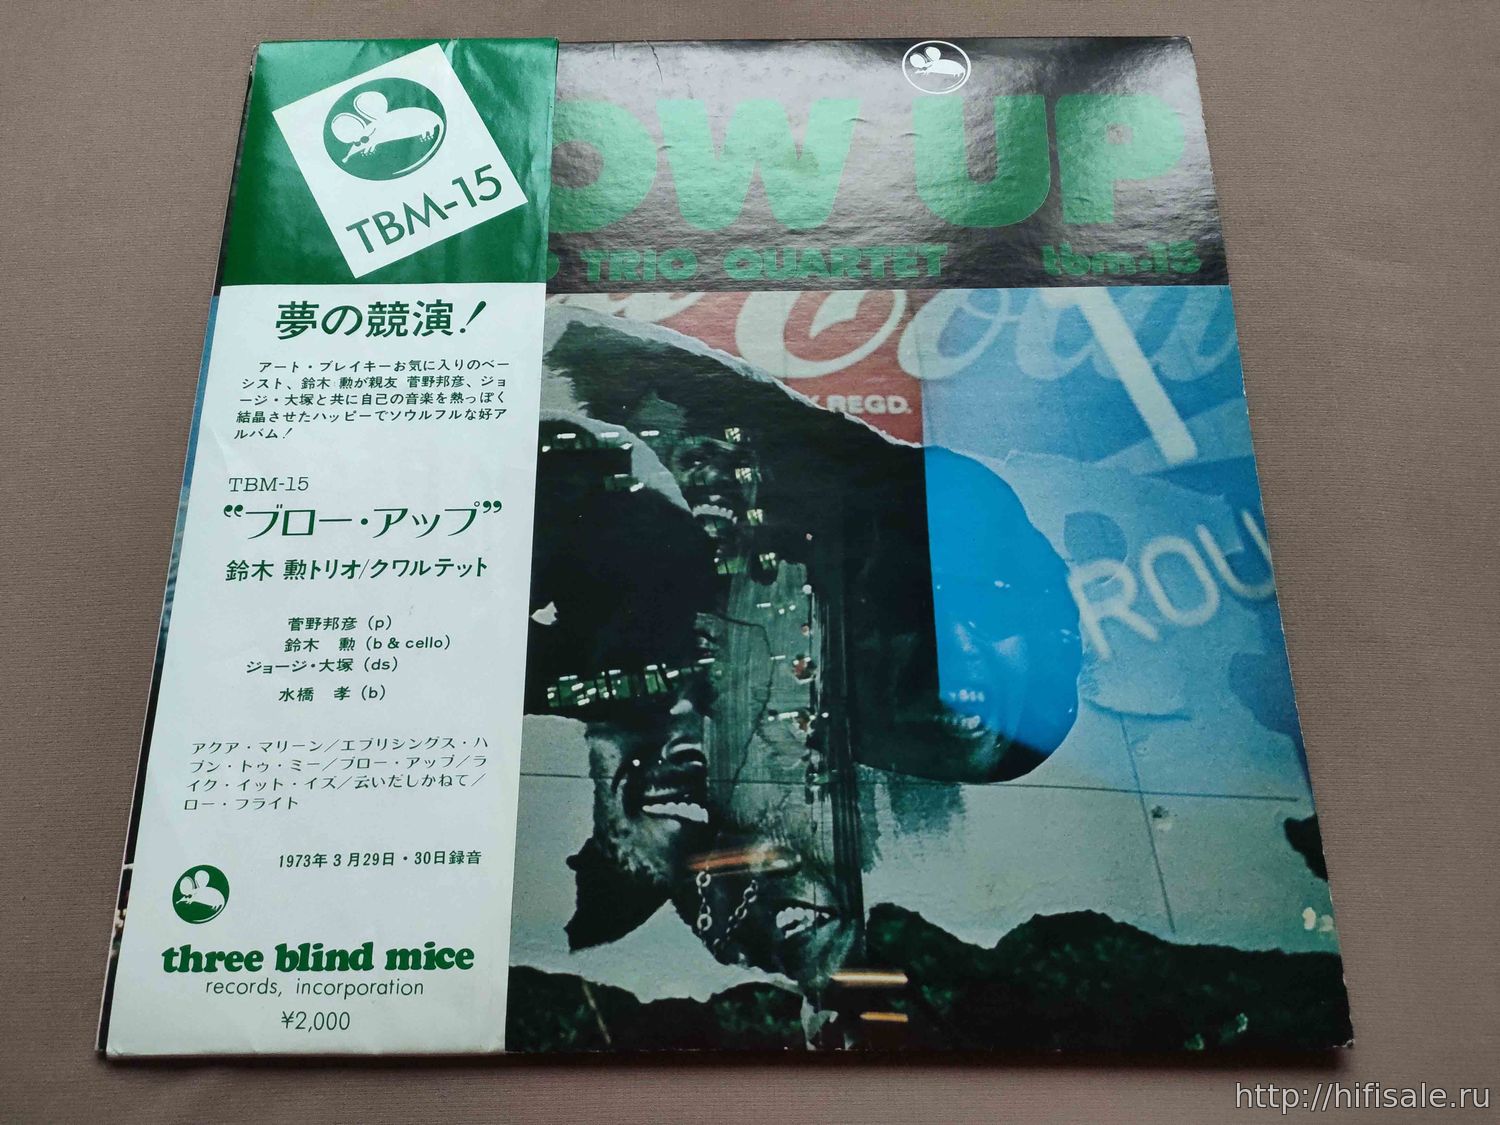 TBM-15
夢の競演！
アート・ブレイキーお気に入りのベー
シスト、鈴木 勲が親友 菅野邦彦、ジョ
ージ・大塚と共に自己の音楽を熱っぽく
結晶させたハッピーでソウルフルな好ア
ルバム！
TBM-15
“ブロー・アップ”
鈴木 勲トリオ/クワルテット
菅野邦彦（p）
鈴木　勲（b & cello）
ジョージ・大塚（ds）
水橋　孝（b）
アクア・マリーン／エブリシングス・ハ
プン・トゥ・ミー／ブロー・アップ／ラ
イク・イット・イズ／云いだしかねて／
ロー・フライト
1973年３月29日・30日録音
three blind mice
records, incorporation
¥2,000
OW UP
TRIO QUARTET
tbm-15
Cola
REGD.
ROU
http://hifisale.ru